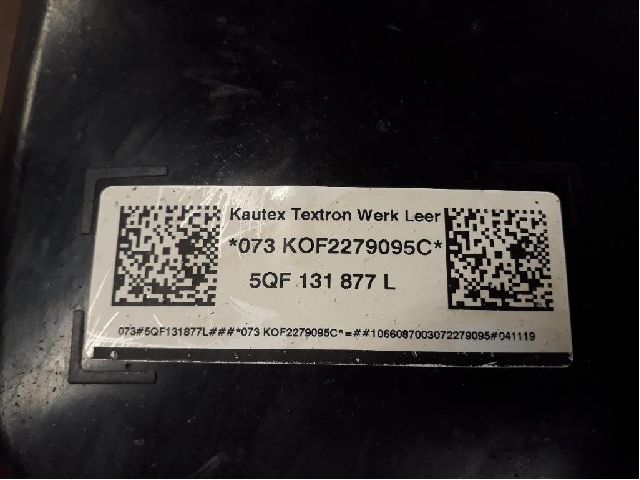 Kautex Textron Werk Leer
*073 KOF2279095C*
5QF 131 877 L
073#5QF131877L###*073 KOF2279095C*=##1066087003072279095#041119